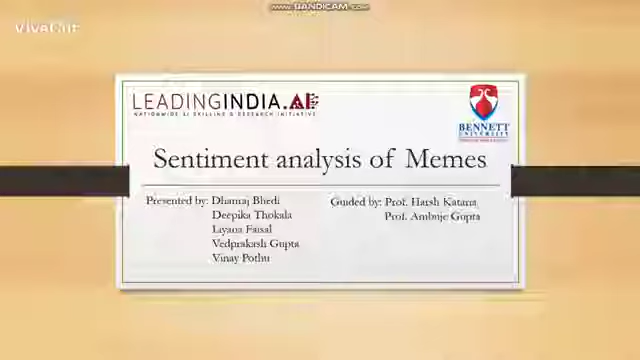 www.BANDICAM.com
VivaCut
LEADINGINDIA.AI
NATIONWIDE AI SKILLING & RESEARCH INITIATIVE
BENNETT
UNIVERSITY
Sentiment analysis of Memes
Presented by: Dhanraj Bhedi
Deepika Thokala
Liyana Faisal
Vedprakash Gupta
Vinay Pothu
Guided by: Prof. Harsh Katana
Prof. Ambuje Gupta